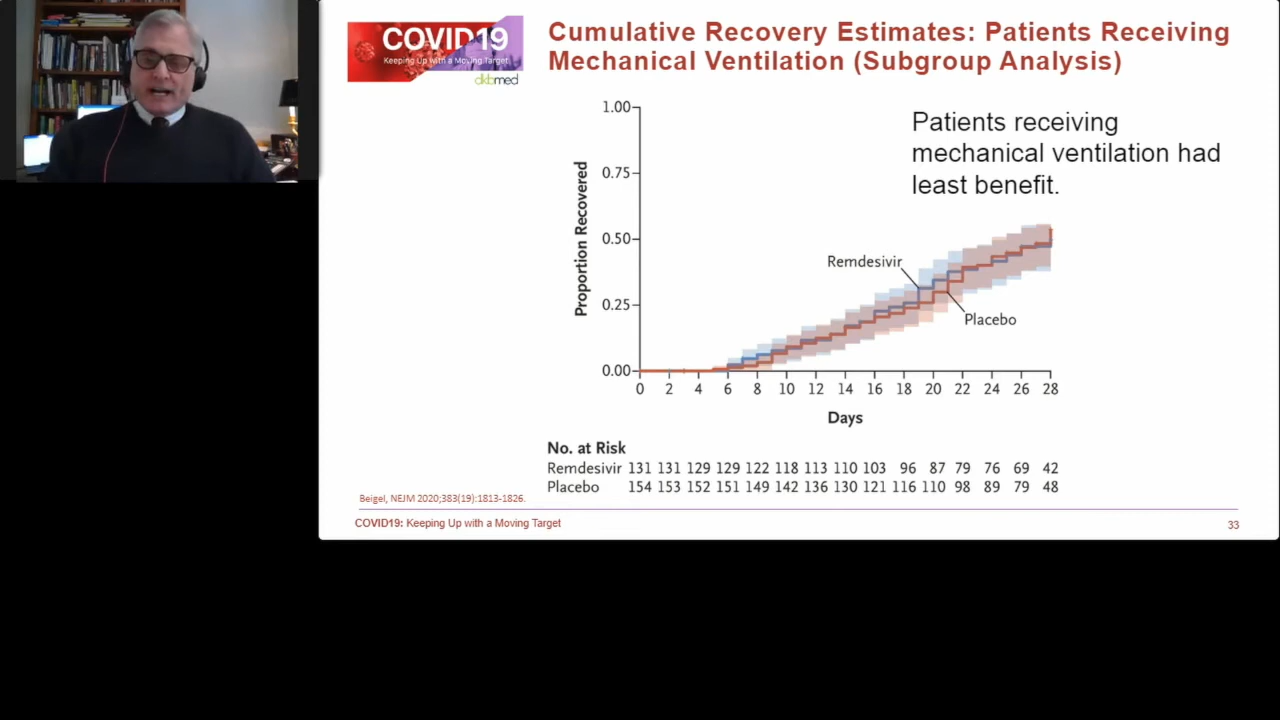 COVID19
Keeping Up with a Moving Target
dkbmed
Cumulative Recovery Estimates: Patients Receiving
Mechanical Ventilation (Subgroup Analysis)
Patients receiving
mechanical ventilation had
least benefit.
Proportion Recovered
1.00
0.75
0.50
0.25
0.00
Remdesivir
Placebo
0 2 4 6 8 10 12 14 16 18 20 22 24 26 28
Days
No. at Risk
Remdesivir 131 131 129 129 122 118 113 110 103 96 87 79 76 69 42
Placebo 154 153 152 151 149 142 136 130 121 116 110 98 89 79 48
Beigel, NEJM 2020;383(19):1813-1826.
COVID19: Keeping Up with a Moving Target
33